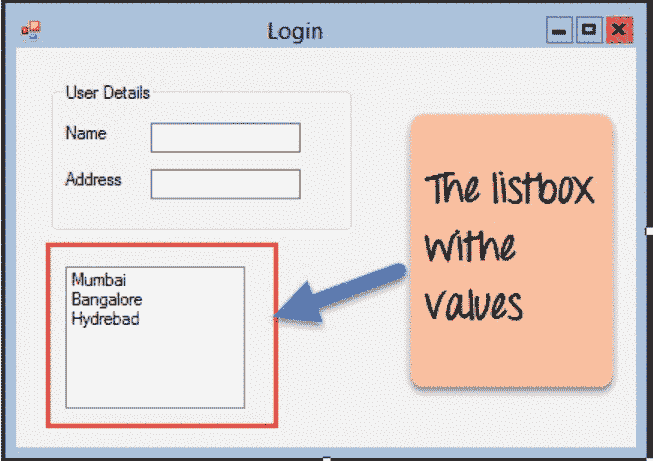 Login
User Details
Name
Address
Mumbai
Bangalore
Hydrebad
The listbox
withe
values